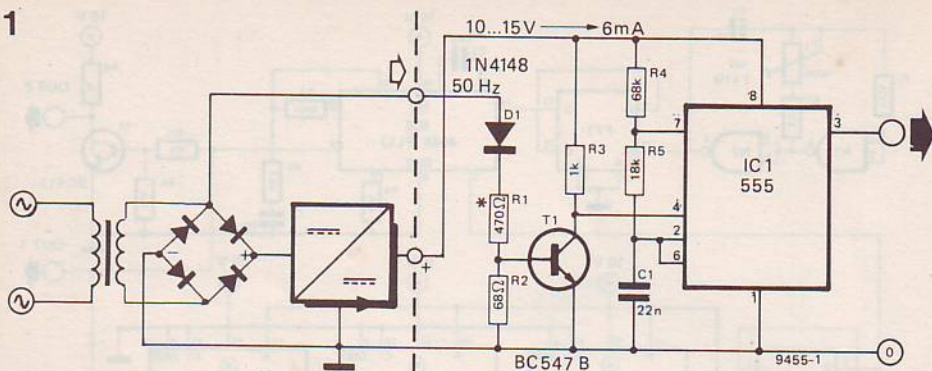 1
10...15V 6mA
1N4148
50 Hz
D1
R4
68k
8
7
3
R3
1k
R5
18k
IC1
555
* R1
470Ω
T1
4
2
6
− +
+
R2
68Ω
C1
22n
1
BC547B
9455-1
0